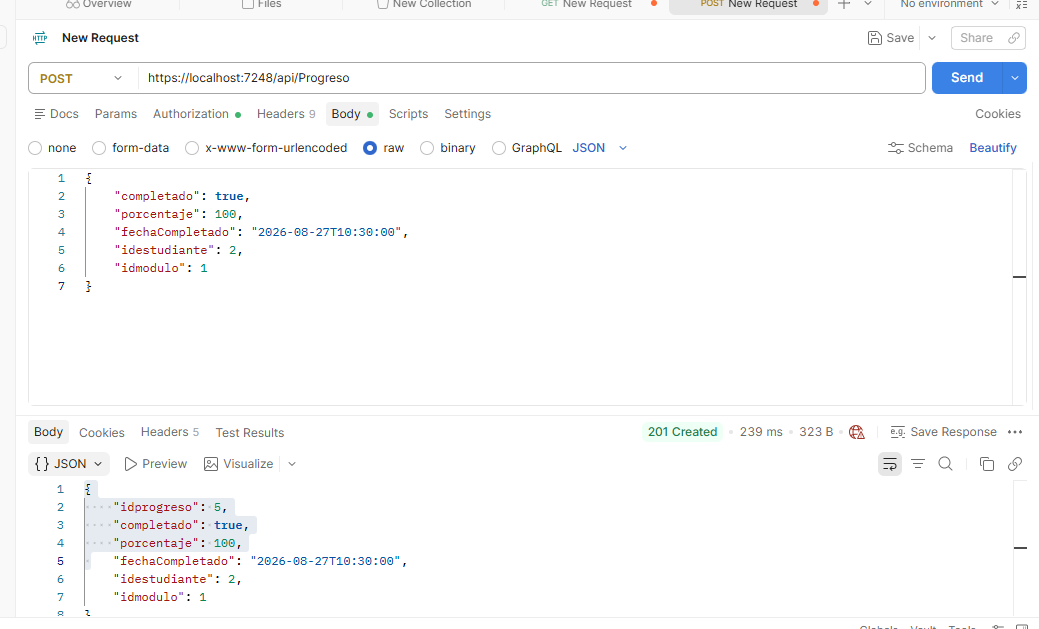 Overview Files New Collection GET New Request POST New Request No environment
HTTP New Request Save Share
POST https://localhost:7248/api/Progreso Send
Docs Params Authorization Headers 9 Body Scripts Settings Cookies
none form-data x-www-form-urlencoded raw binary GraphQL JSON Schema Beautify
1 {
2 "completado": true,
3 "porcentaje": 100,
4 "fechaCompletado": "2026-08-27T10:30:00",
5 "idestudiante": 2,
6 "idmodulo": 1
7 }
Body Cookies Headers 5 Test Results 201 Created 239 ms 323 B e.g. Save Response
{} JSON Preview Visualize
1 {
2 "idprogreso": 5,
3 "completado": true,
4 "porcentaje": 100,
5 "fechaCompletado": "2026-08-27T10:30:00",
6 "idestudiante": 2,
7 "idmodulo": 1
8 }
Globals Vault Tools